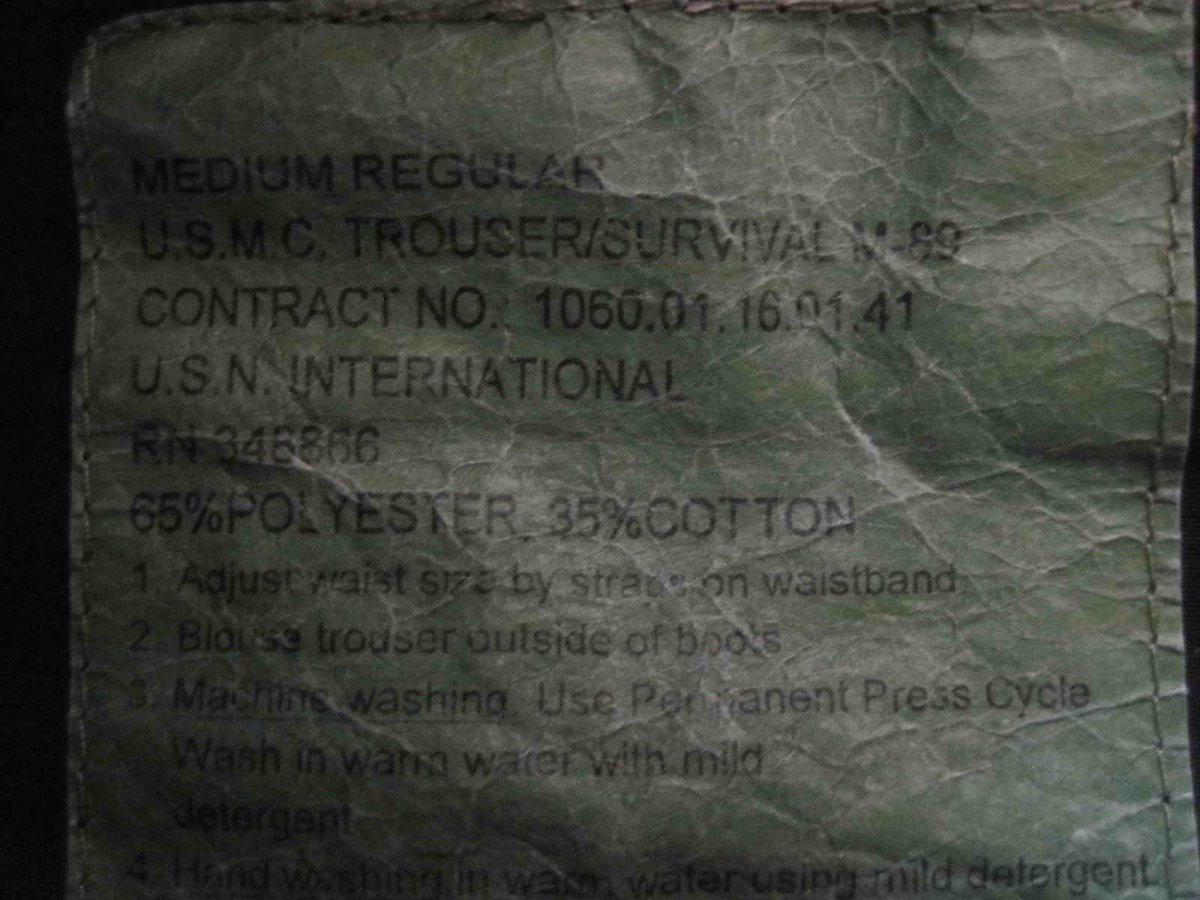 MEDIUM REGULAR
U.S.M.C. TROUSER/SURVIVAL M-89
CONTRACT NO.: 1060.01.16.01.41
U.S.N. INTERNATIONAL
RN 346866
65%POLYESTER, 35%COTTON
1. Adjust waist size by straps on waistband
2. Blouse trouser outside of boots
3. Machine washing. Use Permanent Press Cycle
Wash in warm water with mild
detergent
4. Hand washing in warm water using mild detergent